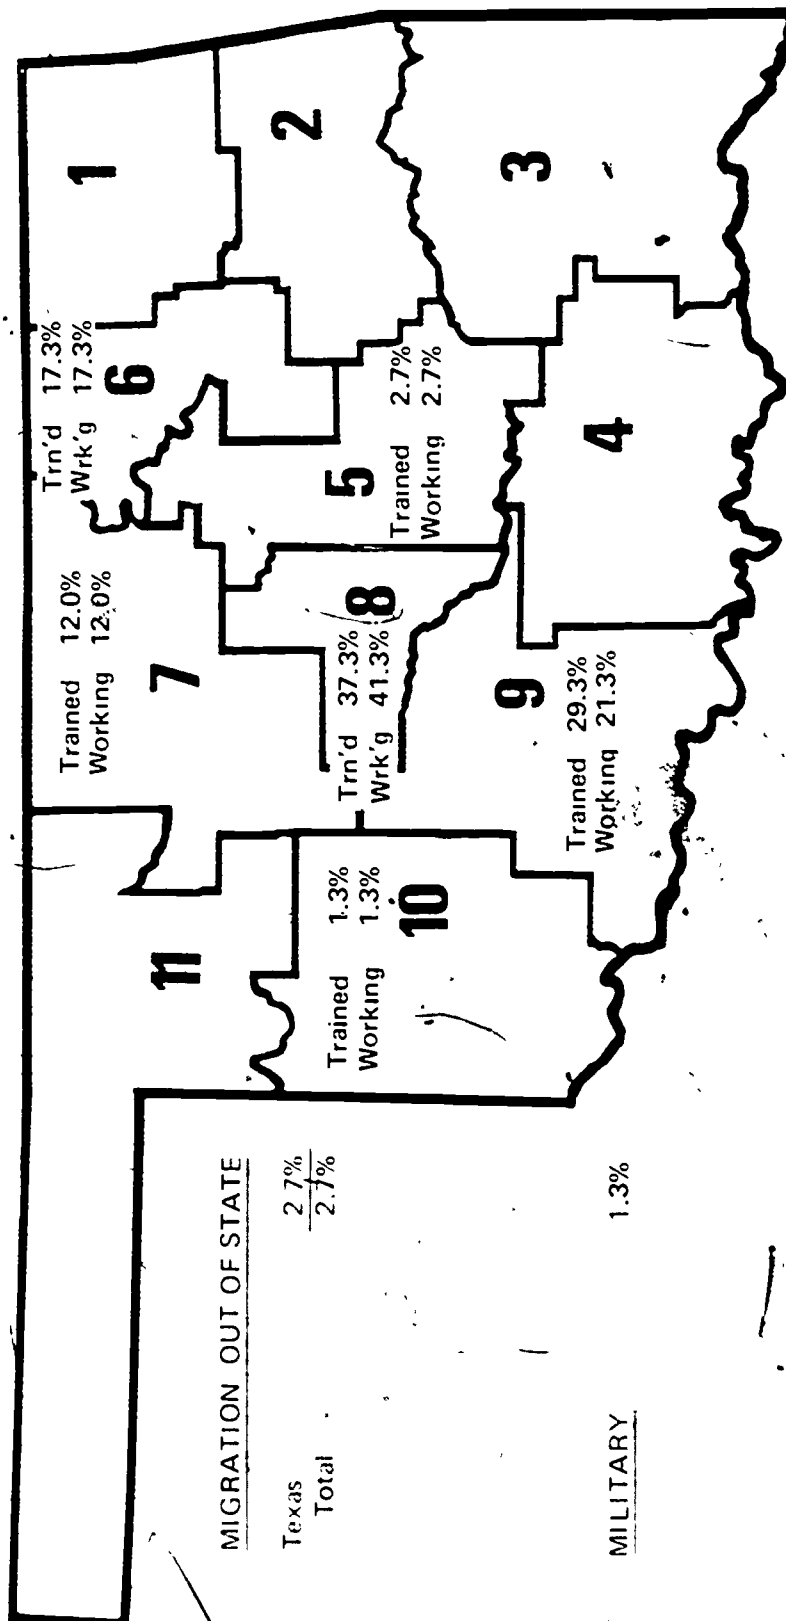 1
Trn'd 17.3%
Wrk'g 17.3%
6
2
3
Trained 12.0%
Working 12.0%
7
5
Trained 2.7%
Working 2.7%
8
Trn'd 37.3%
Wrk'g 41.3%
4
9
Trained 29.3%
Working 21.3%
11
Trained 1.3%
Working 1.3%
10
MIGRATION OUT OF STATE
Texas 2 7%
Total 2.7%
MILITARY 1.3%